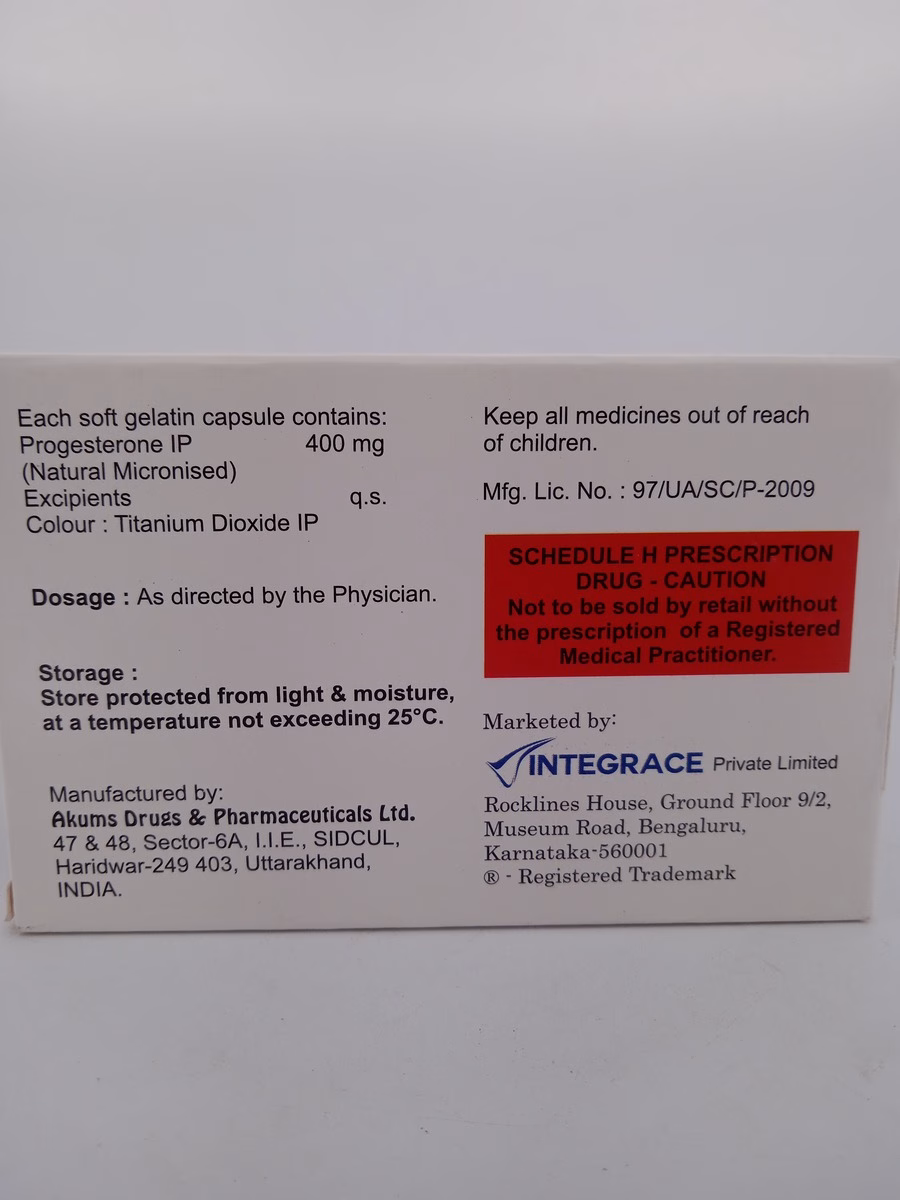 Each soft gelatin capsule contains:
Progesterone IP 400 mg
(Natural Micronised)
Excipients q.s.
Colour : Titanium Dioxide IP
Dosage : As directed by the Physician.
Storage :
Store protected from light & moisture,
at a temperature not exceeding 25°C.
Manufactured by:
Akums Drugs & Pharmaceuticals Ltd.
47 & 48, Sector-6A, I.I.E., SIDCUL,
Haridwar-249 403, Uttarakhand,
INDIA.
Keep all medicines out of reach
of children.
Mfg. Lic. No. : 97/UA/SC/P-2009
SCHEDULE H PRESCRIPTION
DRUG - CAUTION
Not to be sold by retail without
the prescription of a Registered
Medical Practitioner.
Marketed by:
INTEGRACE Private Limited
Rocklines House, Ground Floor 9/2,
Museum Road, Bengaluru,
Karnataka-560001
® - Registered Trademark